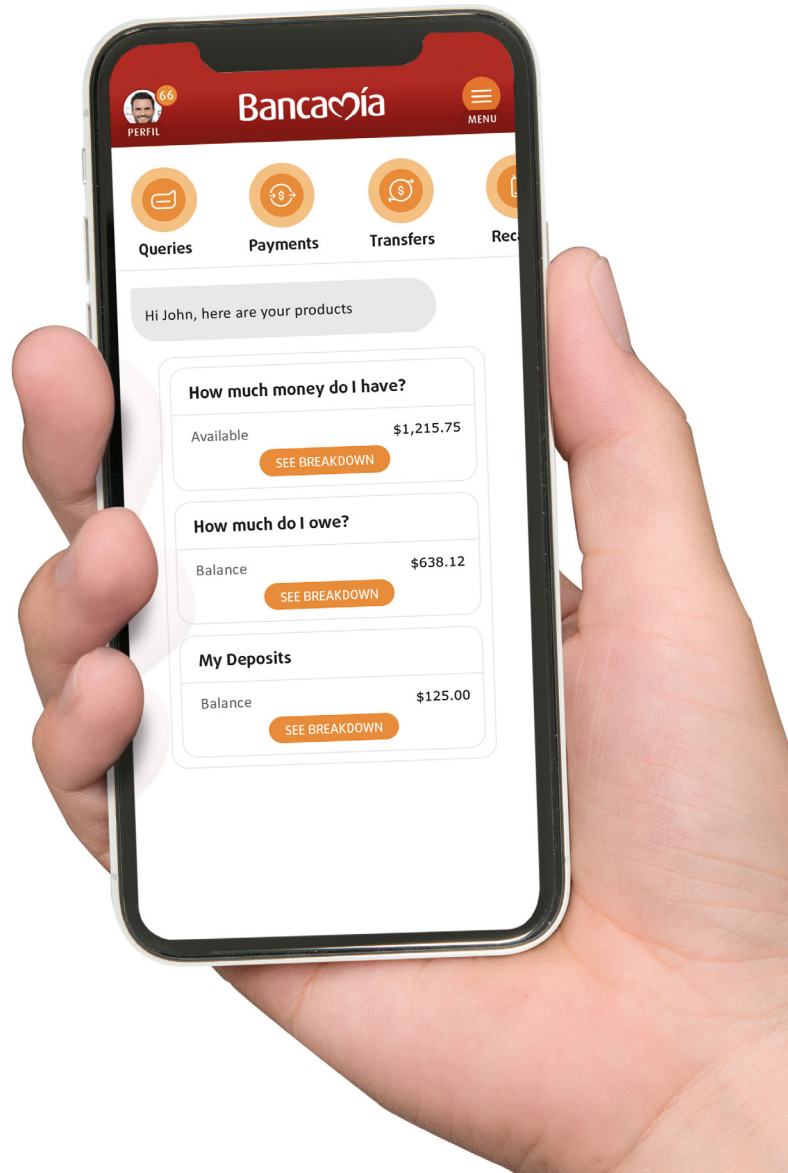 66
PERFIL
Bancamía
MENU
Queries
Payments
Transfers
Hi John, here are your products
How much money do I have?
Available $1,215.75
SEE BREAKDOWN
How much do I owe?
Balance $638.12
SEE BREAKDOWN
My Deposits
Balance $125.00
SEE BREAKDOWN